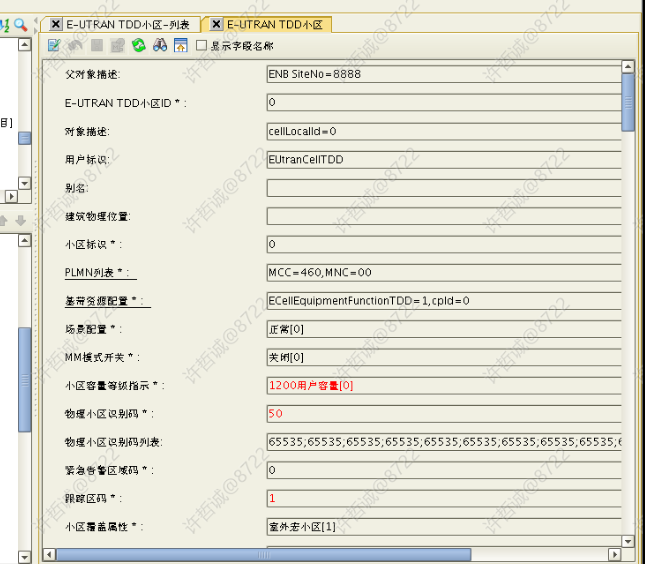 E-UTRAN TDD小区-列表
E-UTRAN TDD小区
显示字段名称
父对象描述: ENB SiteNo=8888
E-UTRAN TDD小区ID * : 0
对象描述: cellLocalId=0
用户标识: EUtranCellTDD
别名:
建筑物理位置:
小区标识 * : 0
PLMN列表 * : MCC=460,MNC=00
基带资源配置 * : ECellEquipmentFunctionTDD=1,cpId=0
场景配置 * : 正常[0]
MM模式开关 * : 关闭[0]
小区容量等级指示 * : 1200用户容量[0]
物理小区识别码 * : 50
物理小区识别码列表: 65535;65535;65535;65535;65535;65535;65535;65535;65535;6
紧急告警区域码 * : 0
跟踪区码 * : 1
小区覆盖属性 * : 室外宏小区[1]
目]
许哲诚@8722